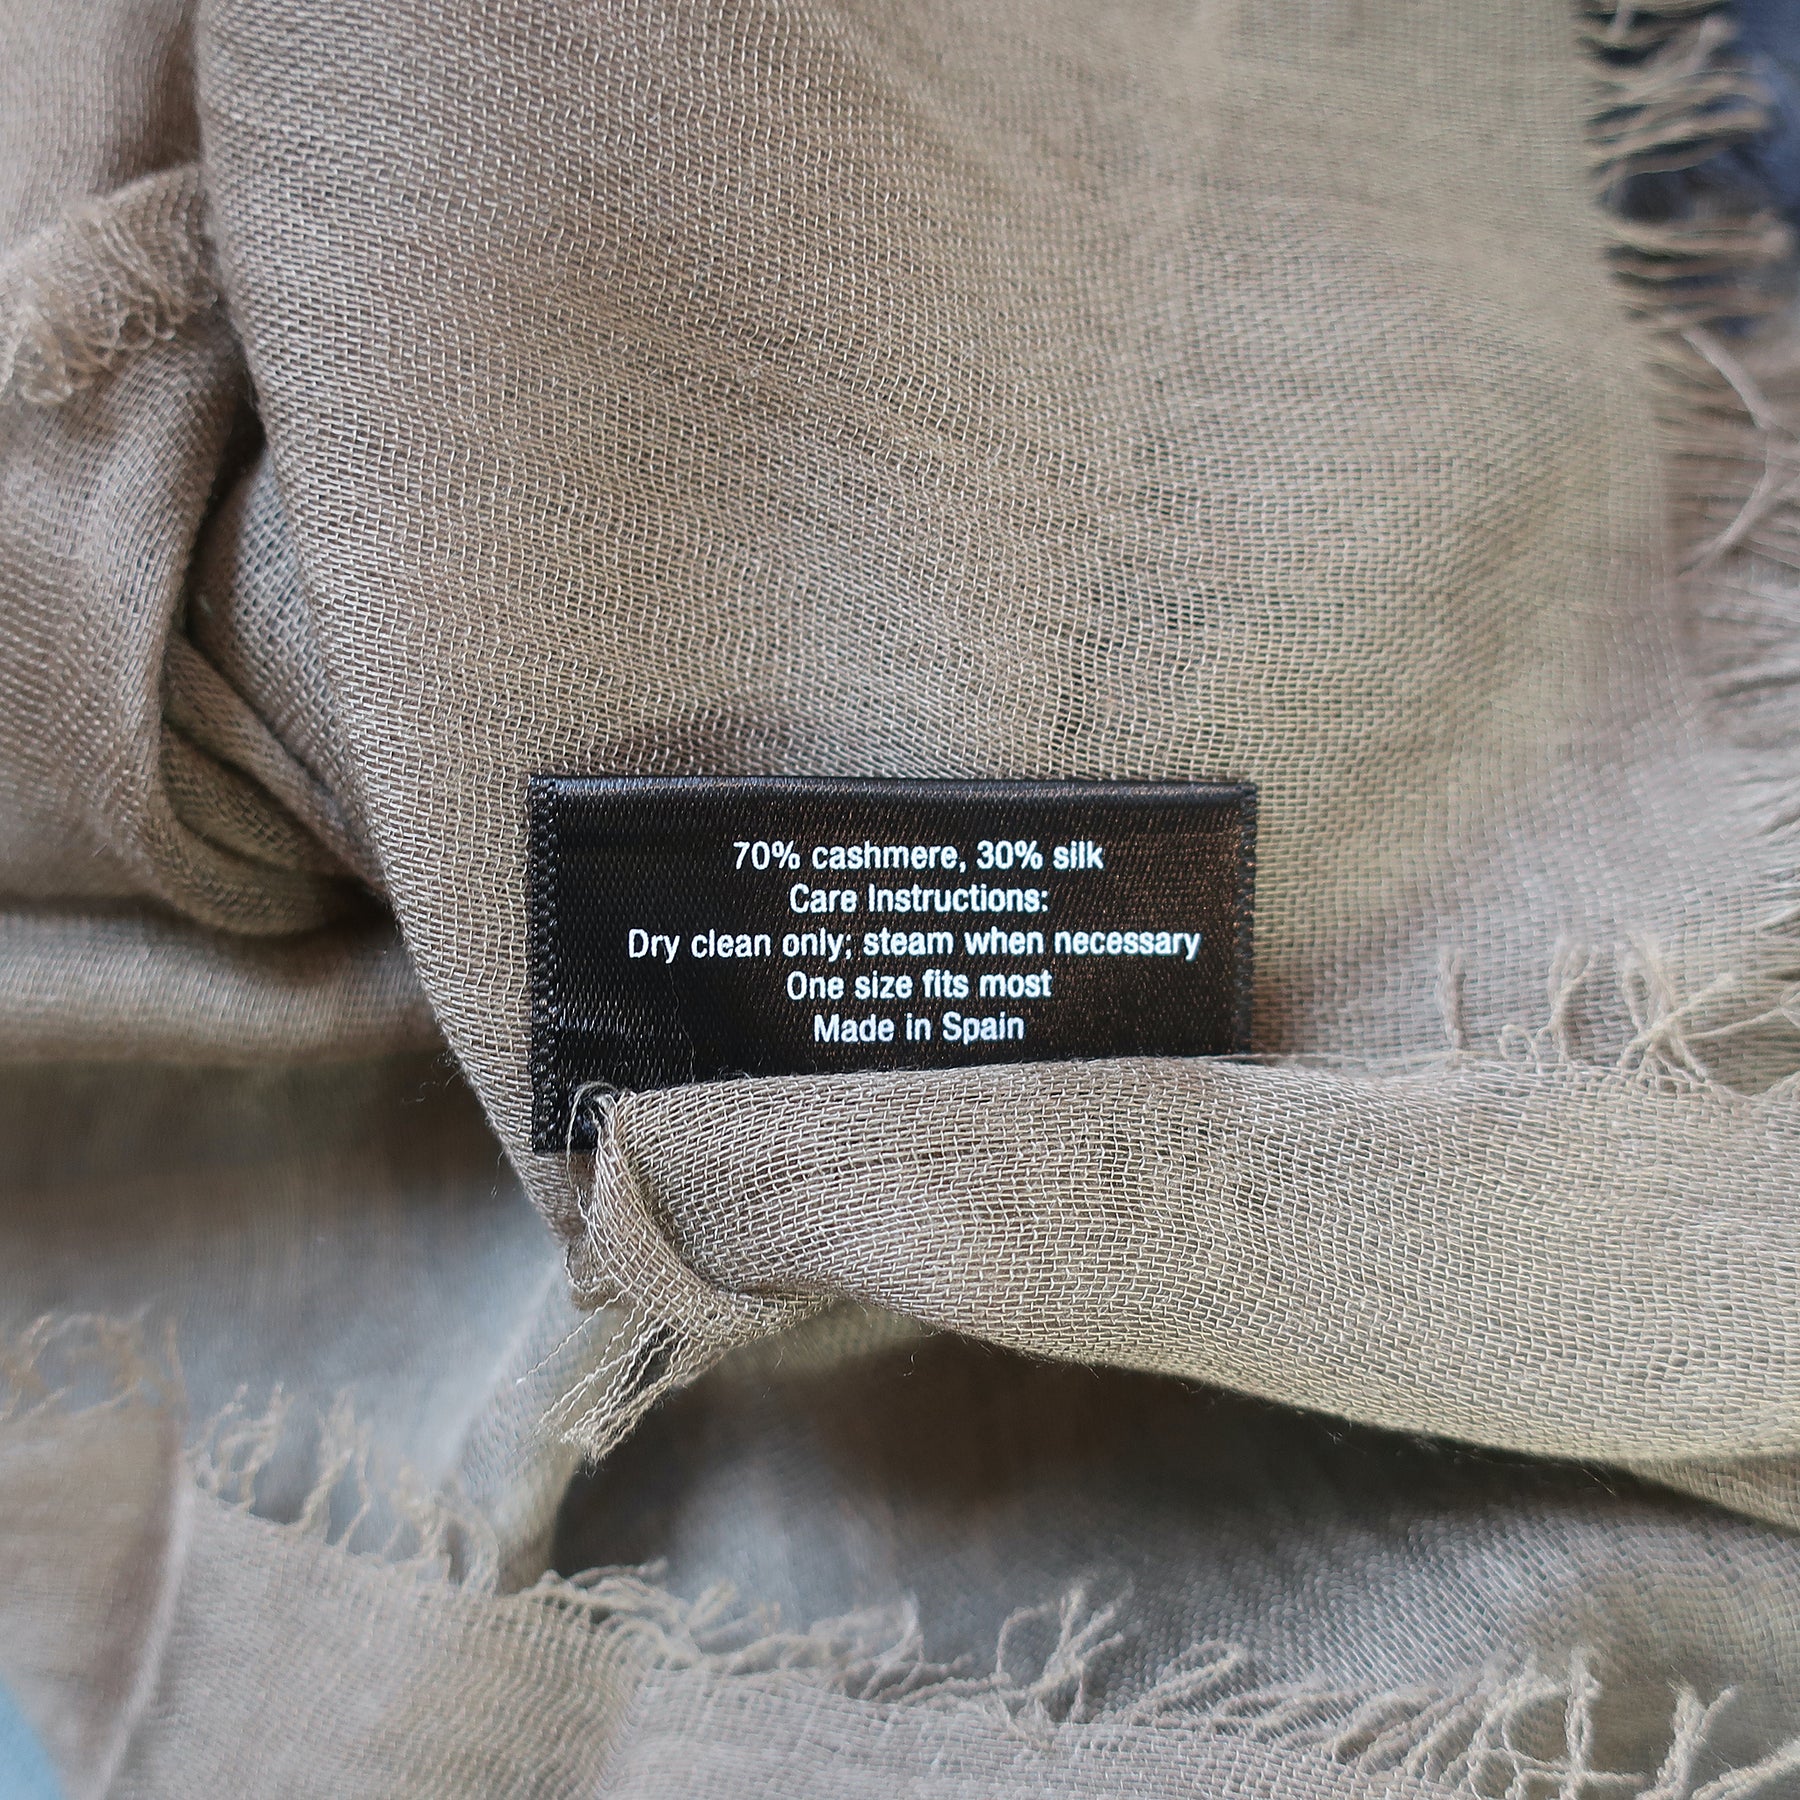 70% cashmere, 30% silk
Care Instructions:
Dry clean only; steam when necessary
One size fits most
Made in Spain